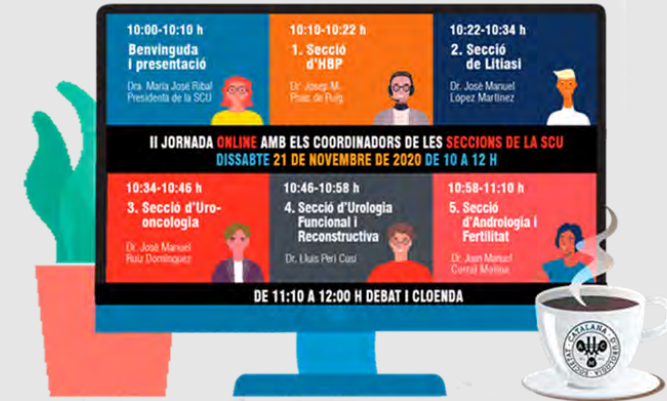 10:00-10:10 h
Benvinguda
i presentació
Dra. María José Ribal
Presidenta de la SCU
10:10-10:22 h
1. Secció
d'HBP
Dr. Josep M.
Puig
10:22-10:34 h
2. Secció
de Litiasi
Dr. José Manuel
López Martínez
II JORNADA ONLINE AMB ELS COORDINADORS DE LES SECCIONS DE LA SCU
DISSABTE 21 DE NOVEMBRE DE 2020 DE 10 A 12 H
10:34-10:46 h
3. Secció d'Uro-
oncologia
Dr. José Manuel
Ruiz Domínguez
10:46-10:58 h
4. Secció d'Urologia
Funcional i
Reconstructiva
Dr. Lluis Peri Cusí
10:58-11:10 h
5. Secció
d'Andrologia i
Fertilitat
Dr. Juan Manuel
Corral Molina
DE 11:10 A 12:00 H DEBAT I CLOENDA
SOCIETAT CATALANA D'UROLOGIA